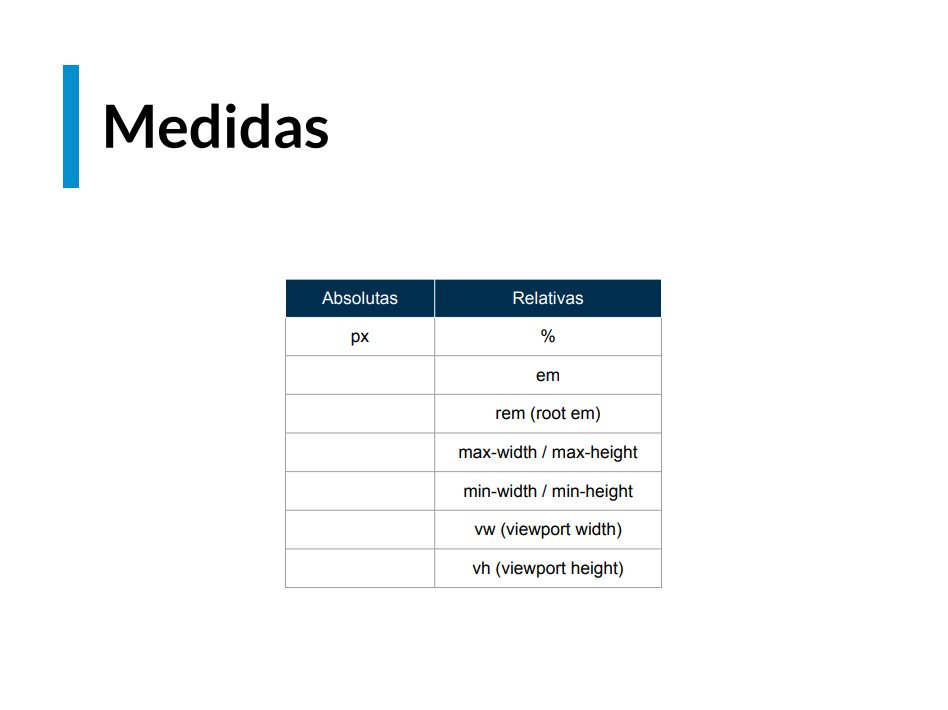 Medidas
Absolutas Relativas
px %
em
rem (root em)
max-width / max-height
min-width / min-height
vw (viewport width)
vh (viewport height)